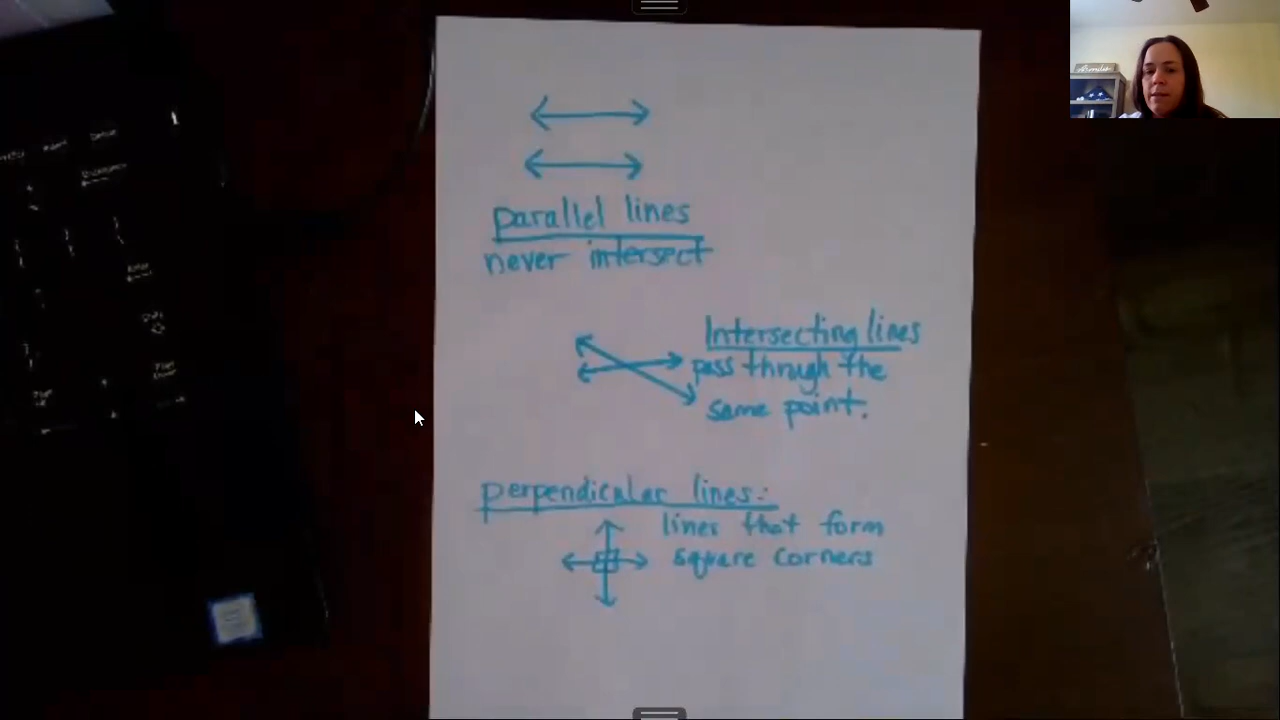 parallel lines
never intersect
Intersecting lines
pass through the
same point.
perpendicular lines:
lines that form
square corners